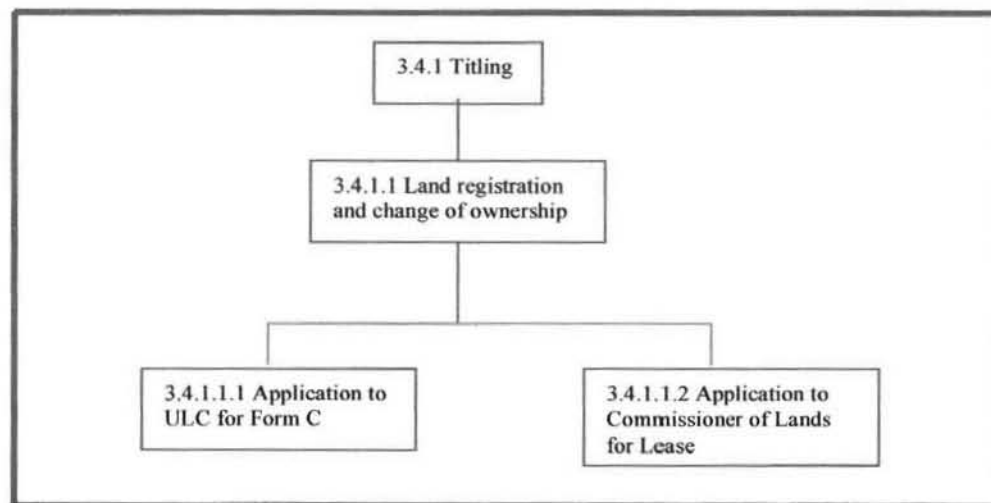 3.4.1 Titling
3.4.1.1 Land registration
and change of ownership
3.4.1.1.1 Application to
ULC for Form C
3.4.1.1.2 Application to
Commissioner of Lands
for Lease